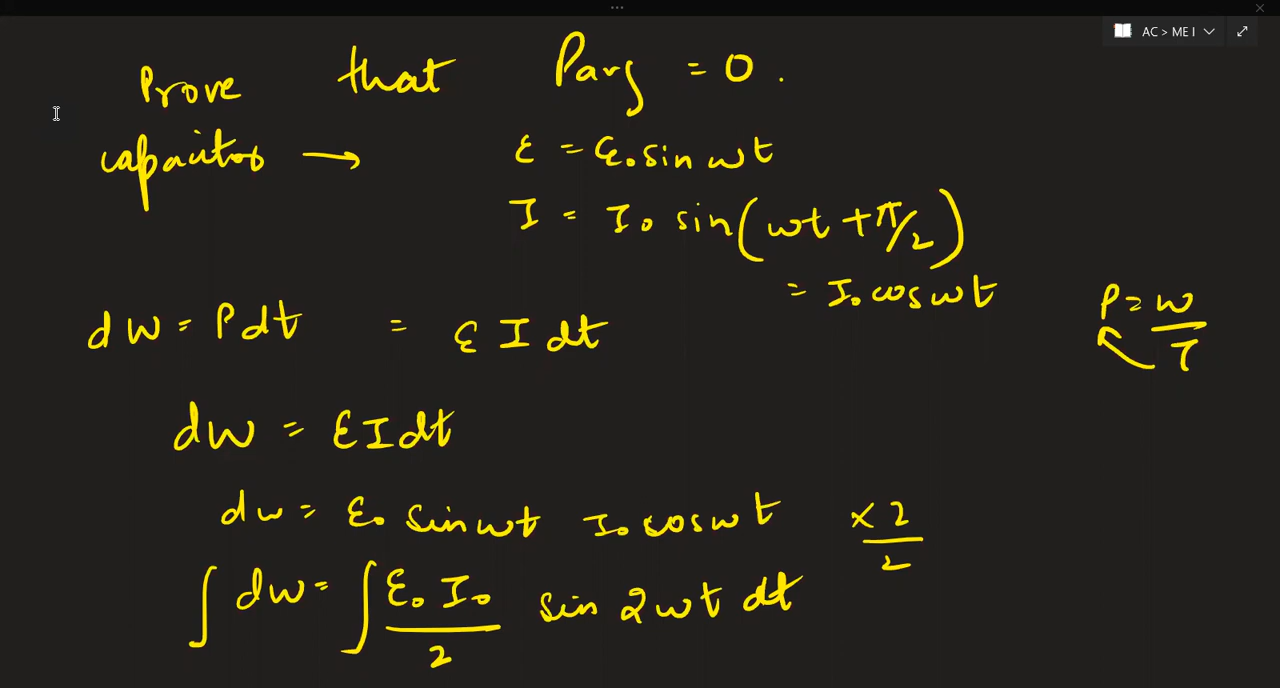 AC > ME I
Prove that Pavg = 0 .
capacitor → ε = ε₀ sin ωt
I = I₀ sin(ωt + π/2)
= I₀ cos ωt
dw = P dt = ε I dt
P = w/T
dw = ε I dt
dw = ε₀ sin ωt I₀ cos ωt × 2/2
∫ dw = ∫ ε₀ I₀/2 sin 2ωt dt